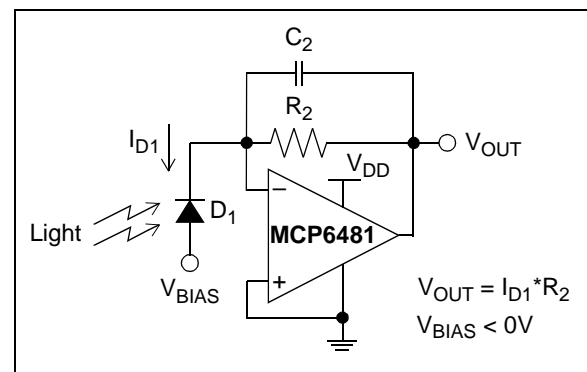 C2
R2
ID1
VOUT
VDD
−
D1
MCP6481
Light
+
VBIAS
VOUT = ID1*R2
VBIAS < 0V